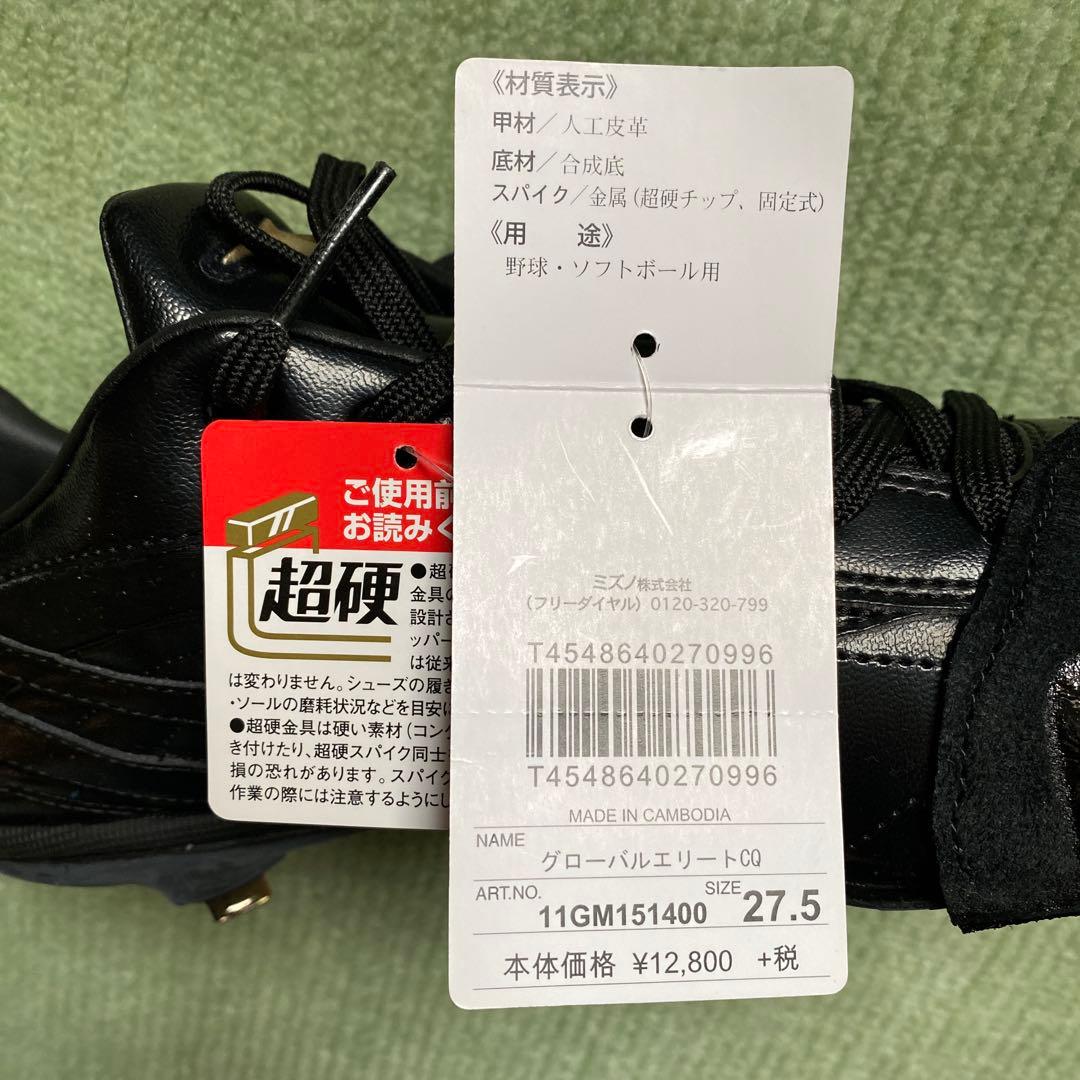 《材質表示》
甲材／人工皮革
底材／合成底
スパイク／金属(超硬チップ、固定式)
《用　途》
野球・ソフトボール用
ミズノ株式会社
(フリーダイヤル) 0120-320-799
T4548640270996
T4548640270996
MADE IN CAMBODIA
NAME
グローバルエリートCQ
ART.NO.
11GM151400
SIZE
27.5
本体価格 ¥12,800 +税
ご使用前
お読みく
超硬
●超
金具の
設計さ
ッパー
は従来
は変わりません。シューズの履き
・ソールの磨耗状況などを目安に
●超硬金具は硬い素材(コンク
き付けたり、超硬スパイク同士
損の恐れがあります。スパイク
作業の際には注意するようにし